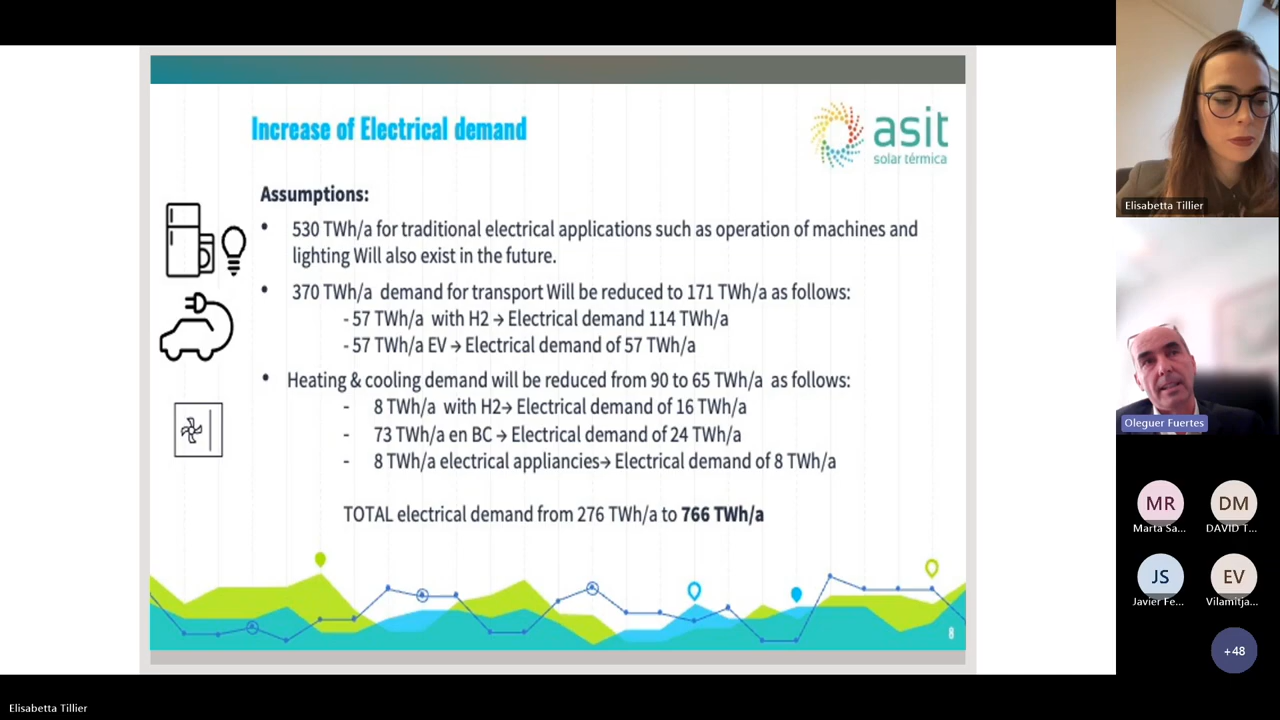 Increase of Electrical demand
asit
solar térmica
Assumptions:
• 530 TWh/a for traditional electrical applications such as operation of machines and
lighting Will also exist in the future.
• 370 TWh/a demand for transport Will be reduced to 171 TWh/a as follows:
- 57 TWh/a with H2 → Electrical demand 114 TWh/a
- 57 TWh/a EV → Electrical demand of 57 TWh/a
• Heating & cooling demand will be reduced from 90 to 65 TWh/a as follows:
- 8 TWh/a with H2→ Electrical demand of 16 TWh/a
- 73 TWh/a en BC → Electrical demand of 24 TWh/a
- 8 TWh/a electrical appliancies→ Electrical demand of 8 TWh/a
TOTAL electrical demand from 276 TWh/a to 766 TWh/a
8
Elisabetta Tillier
Oleguer Fuertes
MR
DM
Marta Sa...
DAVID T...
JS
EV
Javier Fe...
Vilamitja...
+48
Elisabetta Tillier